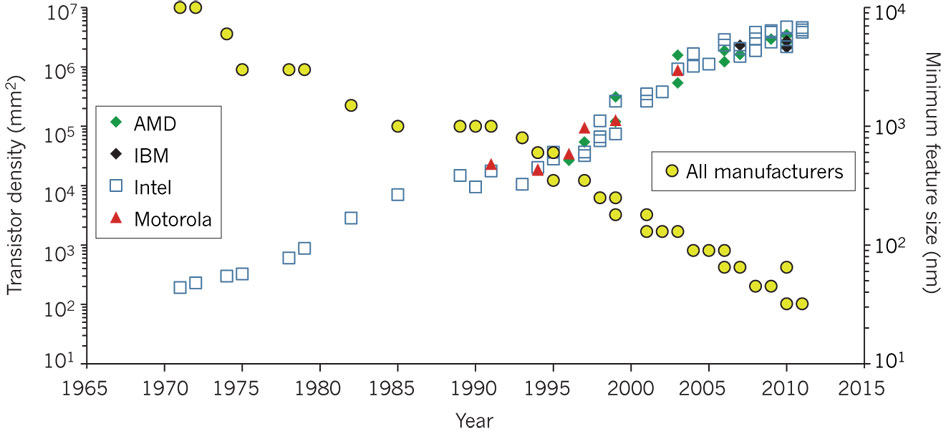 Transistor density (mm2)
10⁷
10⁶
10⁵
10⁴
10³
10²
10¹
AMD
IBM
Intel
Motorola
All manufacturers
10⁴
10³
10²
10¹
Minimum feature size (nm)
1965 1970 1975 1980 1985 1990 1995 2000 2005 2010 2015
Year